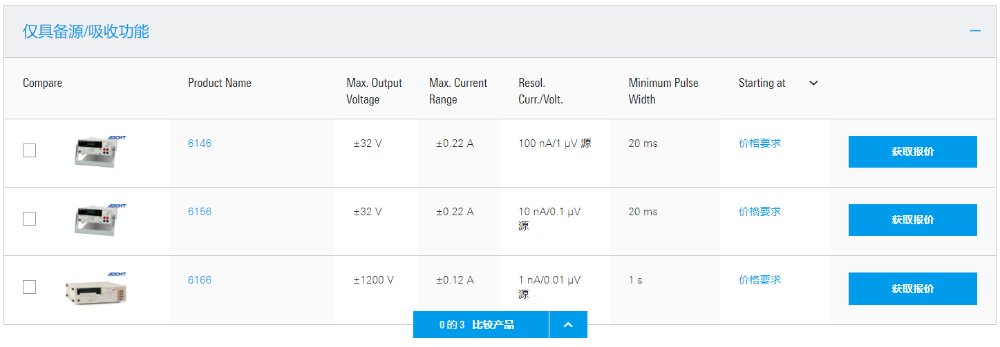 仅具备源/吸收功能
Compare
Product Name
Max. Output
Voltage
Max. Current
Range
Resol.
Curr./Volt.
Minimum Pulse
Width
Starting at
ADCMT
6146
±32 V
±0.22 A
100 nA/1 µV 源
20 ms
价格要求
获取报价
ADCMT
6156
±32 V
±0.22 A
10 nA/0.1 µV
源
20 ms
价格要求
获取报价
ADCMT
6166
±1200 V
±0.12 A
1 nA/0.01 µV
源
1 s
价格要求
获取报价
0 的 3 比较产品